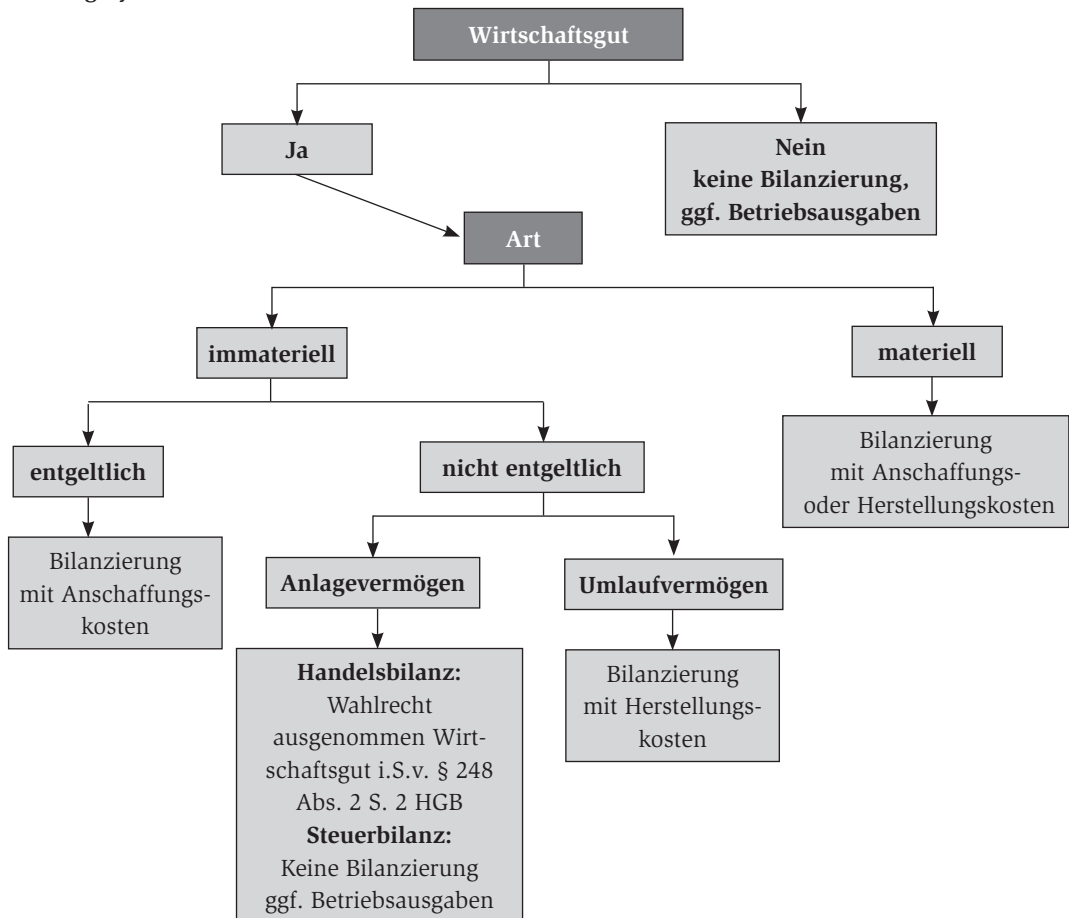 Wirtschaftsgut
Ja
Nein
keine Bilanzierung,
ggf. Betriebsausgaben
Art
immateriell
materiell
entgeltlich
nicht entgeltlich
Bilanzierung
mit Anschaffungs-
oder Herstellungskosten
Bilanzierung
mit Anschaffungs-
kosten
Anlagevermögen
Umlaufvermögen
Handelsbilanz:
Wahlrecht
ausgenommen Wirt-
schaftsgut i.S.v. § 248
Abs. 2 S. 2 HGB
Steuerbilanz:
Keine Bilanzierung
ggf. Betriebsausgaben
Bilanzierung
mit Herstellungs-
kosten